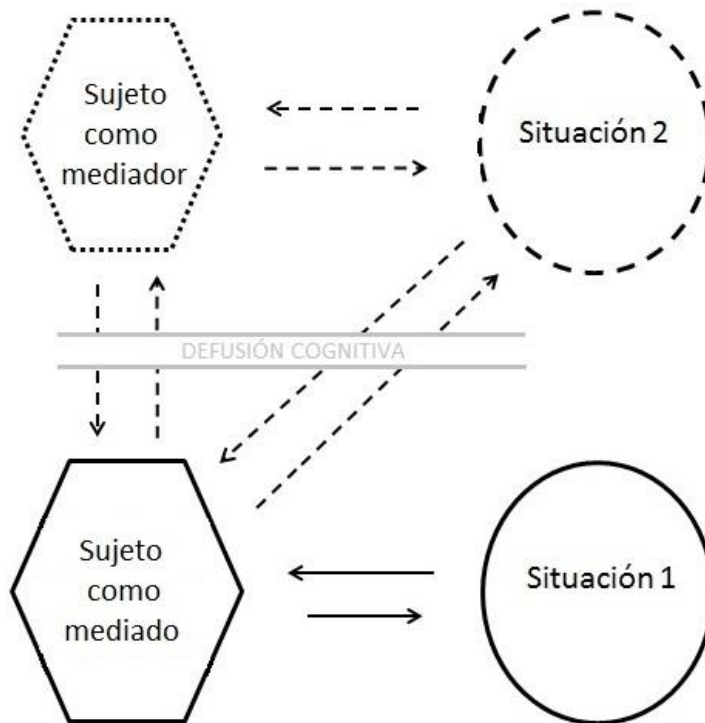 Sujeto
como
mediador
Situación 2
DEFUSIÓN COGNITIVA
Sujeto
como
mediado
Situación 1